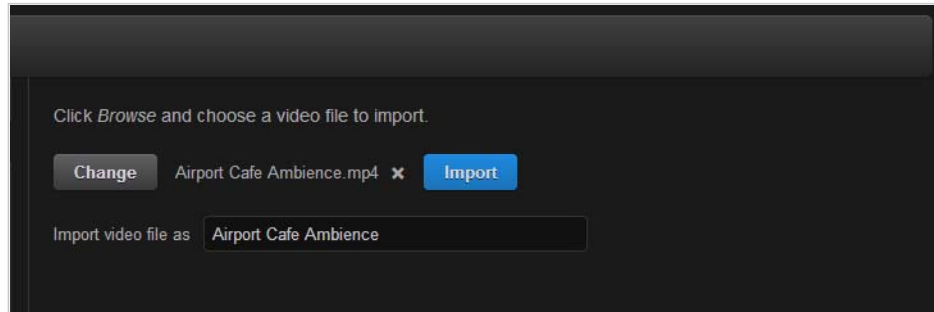 Click Browse and choose a video file to import.
Change Airport Cafe Ambience.mp4 × Import
Import video file as Airport Cafe Ambience